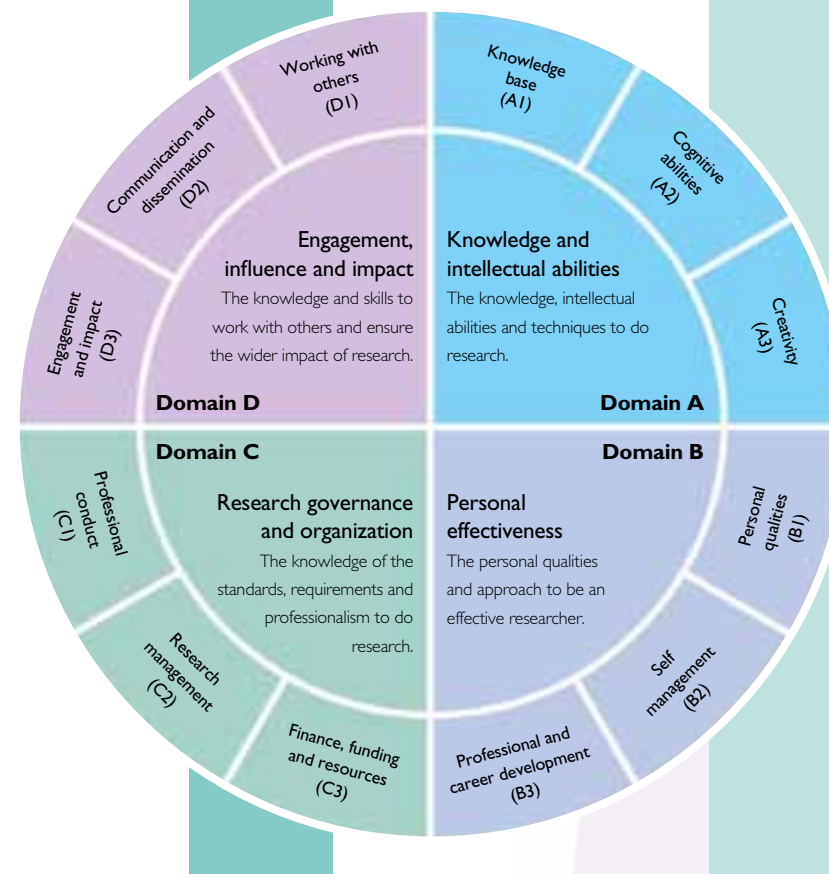 Working with
others
(D1)
Knowledge
base
(A1)
Communication and
dissemination
(D2)
Cognitive
abilities
(A2)
Engagement
and impact
(D3)
Creativity
(A3)
Engagement,
influence and impact
The knowledge and skills to
work with others and ensure
the wider impact of research.
Domain D
Knowledge and
intellectual abilities
The knowledge, intellectual
abilities and techniques to do
research.
Domain A
Domain C
Research governance
and organization
The knowledge of the
standards, requirements and
professionalism to do
research.
Domain B
Personal
effectiveness
The personal qualities
and approach to be an
effective researcher.
Professional
conduct
(C1)
Personal
qualities
(B1)
Research
management
(C2)
Self
management
(B2)
Finance, funding
and resources
(C3)
Professional and
career development
(B3)